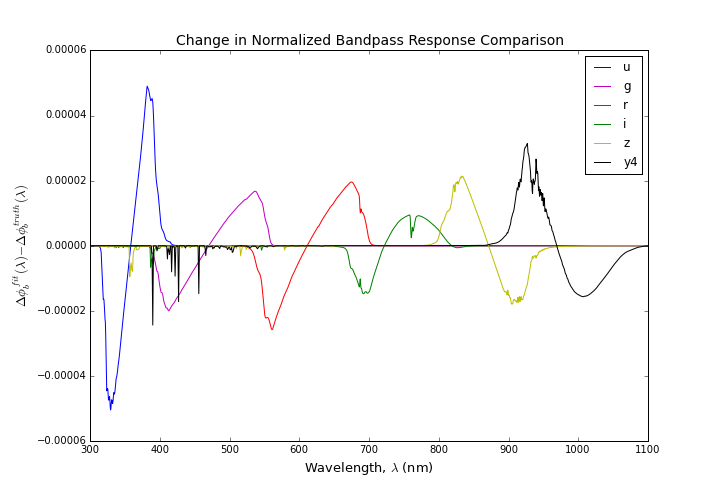 Change in Normalized Bandpass Response Comparison
0.00006
0.00004
0.00002
0.00000
−0.00002
−0.00004
−0.00006
Δϕ_b^{fit}(λ)−Δϕ_b^{truth}(λ)
u
g
r
i
z
y4
300 400 500 600 700 800 900 1000 1100
Wavelength, λ (nm)